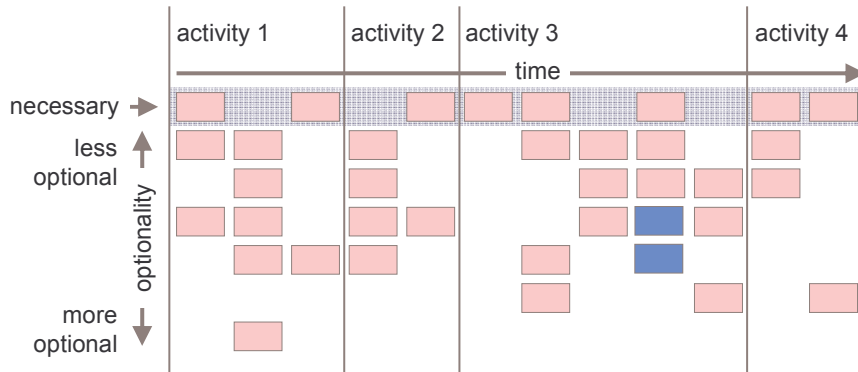 activity 1
activity 2
activity 3
activity 4
time
necessary
less
optional
optionality
more
optional